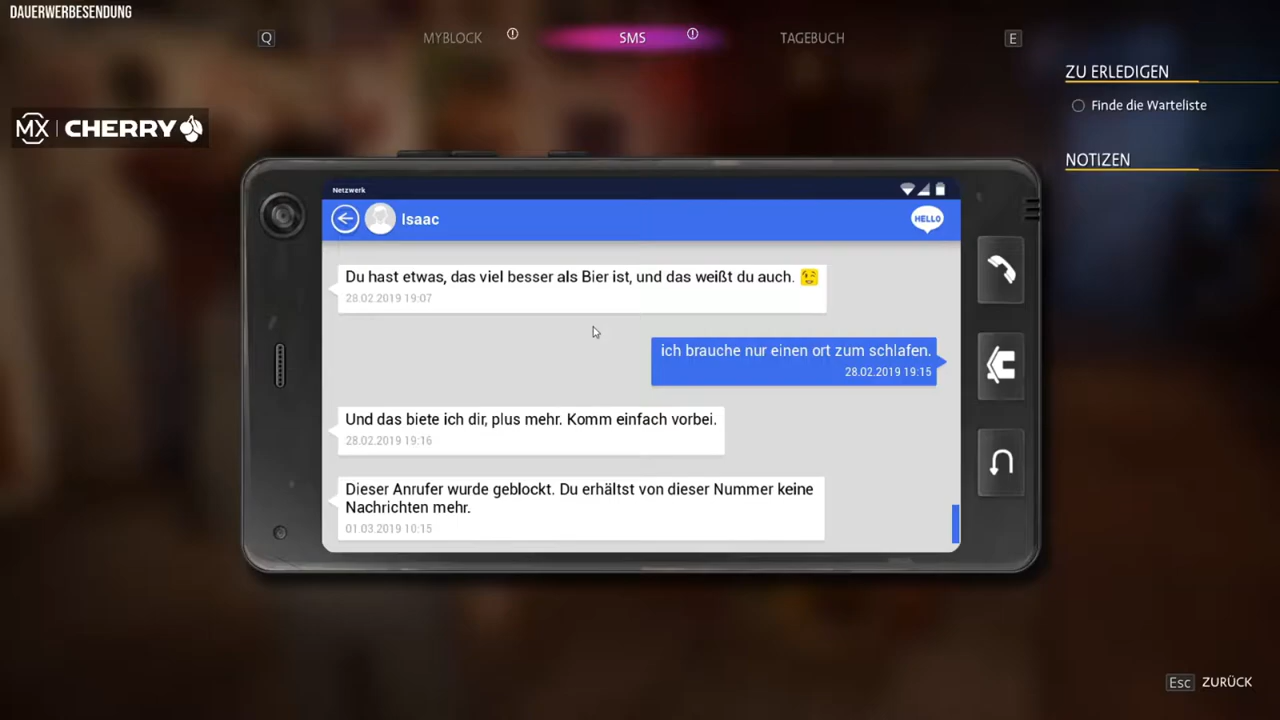 DAUERWERBESENDUNG
Q
MYBLOCK
SMS
TAGEBUCH
E
ZU ERLEDIGEN
Finde die Warteliste
NOTIZEN
MX | CHERRY
Netzwerk
Isaac
HELLO
Du hast etwas, das viel besser als Bier ist, und das weißt du auch. 😉
28.02.2019 19:07
ich brauche nur einen ort zum schlafen.
28.02.2019 19:15
Und das biete ich dir, plus mehr. Komm einfach vorbei.
28.02.2019 19:16
Dieser Anrufer wurde geblockt. Du erhältst von dieser Nummer keine
Nachrichten mehr.
01.03.2019 10:15
Esc ZURÜCK